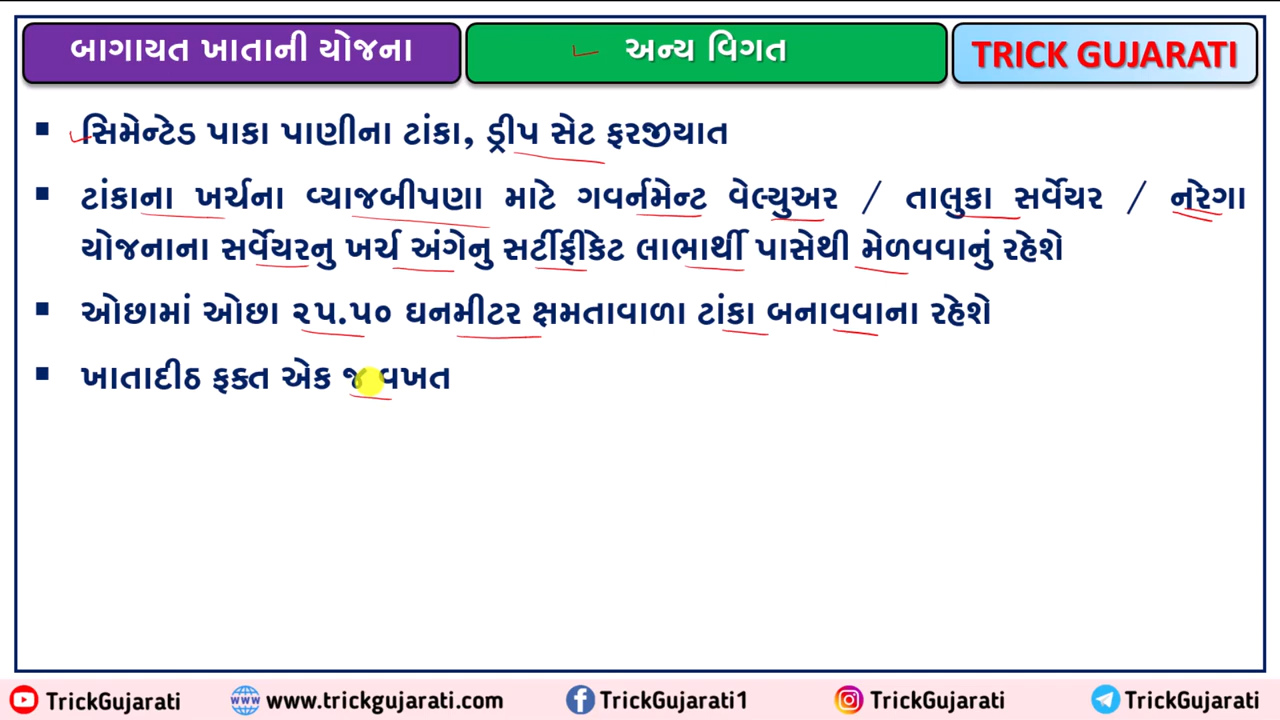 બાગાયત ખાતાની યોજના
અન્ય વિગત
TRICK GUJARATI
▪ સિમેન્ટેડ પાકા પાણીના ટાંકા, ડ્રીપ સેટ ફરજીયાત
▪ ટાંકાના ખર્ચના વ્યાજબીપણા માટે ગવર્નમેન્ટ વેલ્યુઅર / તાલુકા સર્વેયર / નરેગા
યોજનાના સર્વેયરનુ ખર્ચ અંગેનુ સર્ટીફીકેટ લાભાર્થી પાસેથી મેળવવાનું રહેશે
▪ ઓછામાં ઓછા ૨૫.૫૦ ઘનમીટર ક્ષમતાવાળા ટાંકા બનાવવાના રહેશે
▪ ખાતાદીઠ ફક્ત એક જ વખત
TrickGujarati
www.trickgujarati.com
TrickGujarati1
TrickGujarati
TrickGujarati